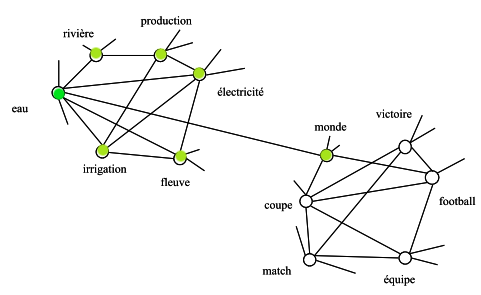 production
rivière
électricité
eau
victoire
monde
irrigation
fleuve
football
coupe
match
équipe